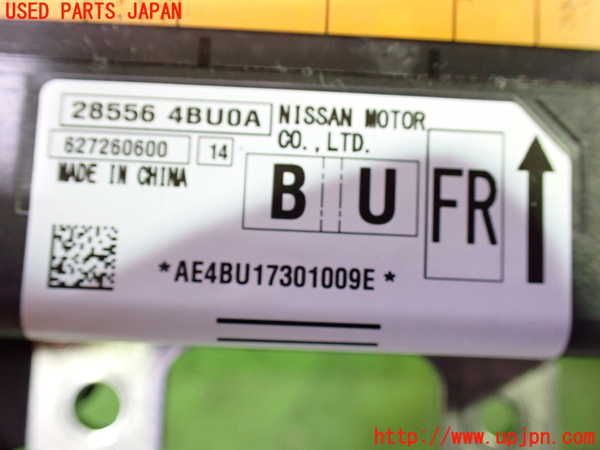 USED PARTS JAPAN
28556 4BU0A
NISSAN MOTOR
CO.,LTD.
627260600
14
MADE IN CHINA
B U
FR
*AE4BU17301009E*
http://www.upjpn.com/